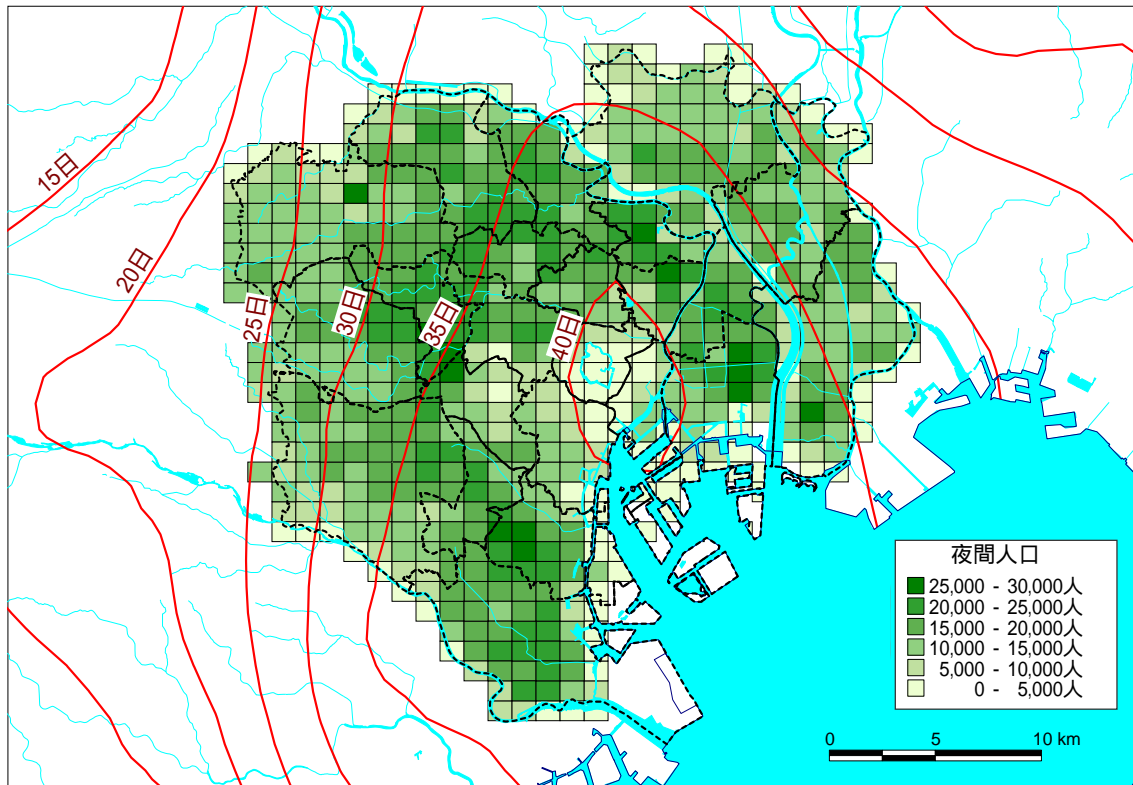 15日
20日
25日
30日
35日
40日
夜間人口
25,000 - 30,000人
20,000 - 25,000人
15,000 - 20,000人
10,000 - 15,000人
5,000 - 10,000人
0 - 5,000人
0 5 10 km